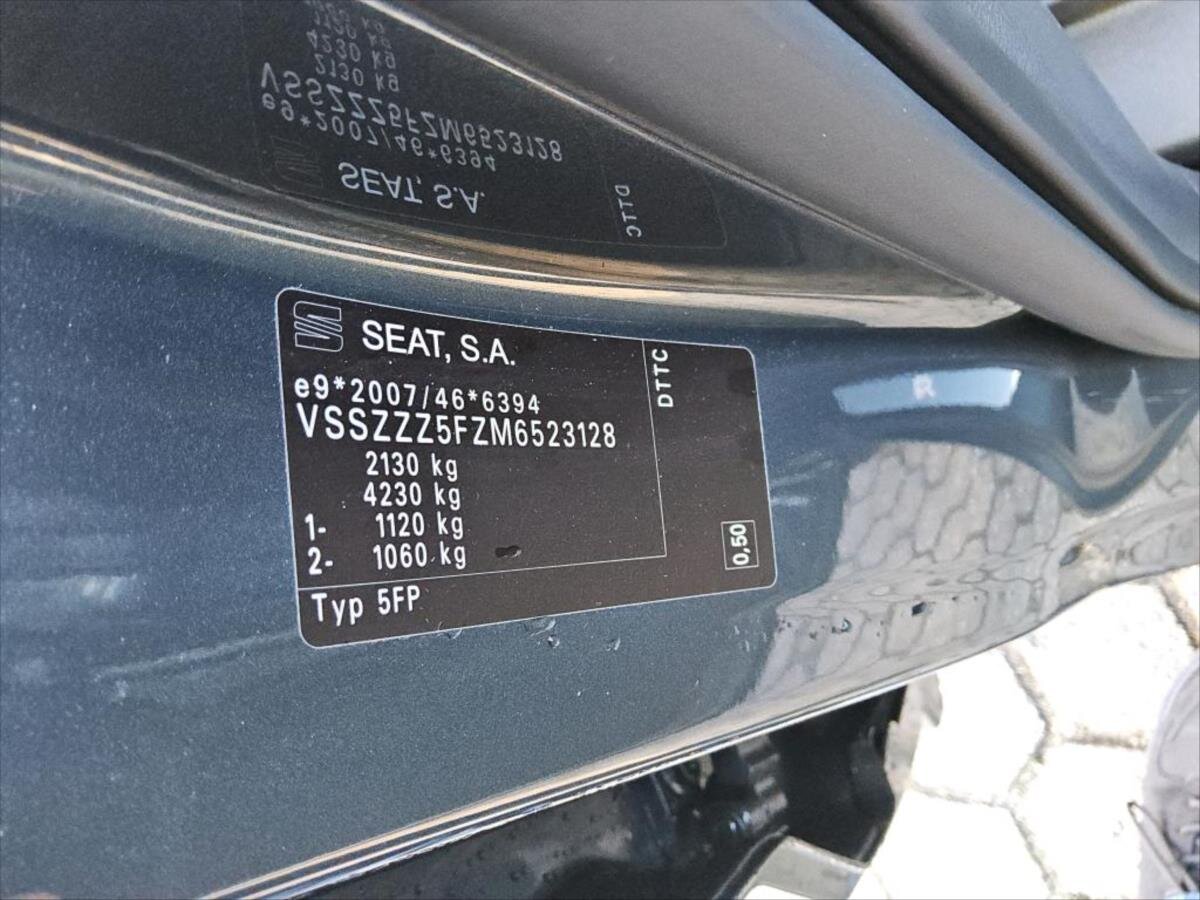 SEAT, S.A.
e9*2007/46*6394
VSSZZZ5FZM6523128
2130 kg
4230 kg
1- 1120 kg
2- 1060 kg
Typ 5FP
DTTC
0,50
R